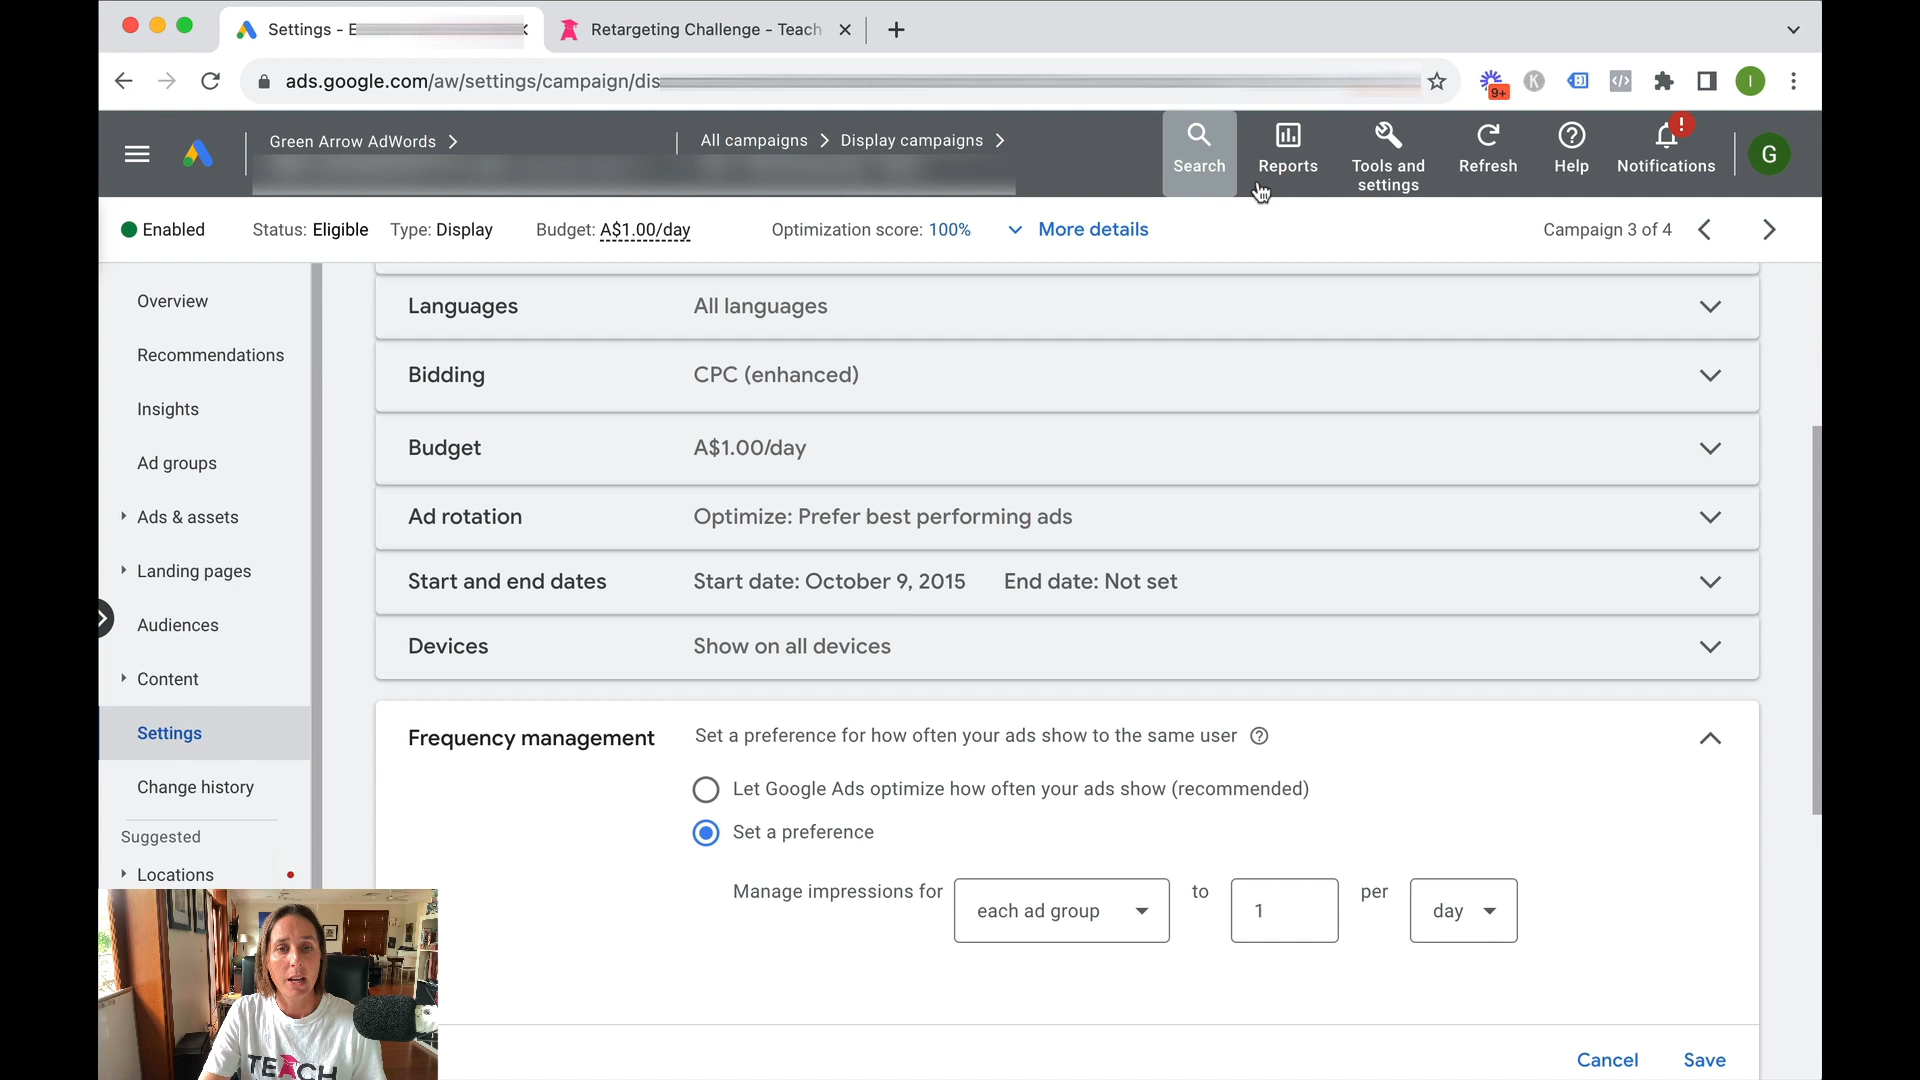 Settings - E
Retargeting Challenge - Teach
ads.google.com/aw/settings/campaign/dis
9+
K
I
Green Arrow AdWords
All campaigns
Display campaigns
Search
Reports
Tools and settings
Refresh
Help
!
Notifications
G
Enabled
Status: Eligible
Type: Display
Budget: A$1.00/day
Optimization score: 100%
More details
Campaign 3 of 4
Overview
Recommendations
Insights
Ad groups
Ads & assets
Landing pages
Audiences
Content
Settings
Change history
Suggested
Locations
Languages All languages
Bidding CPC (enhanced)
Budget A$1.00/day
Ad rotation Optimize: Prefer best performing ads
Start and end dates Start date: October 9, 2015 End date: Not set
Devices Show on all devices
Frequency management Set a preference for how often your ads show to the same user
Let Google Ads optimize how often your ads show (recommended)
Set a preference
Manage impressions for each ad group to 1 per day
Cancel Save
TEACH